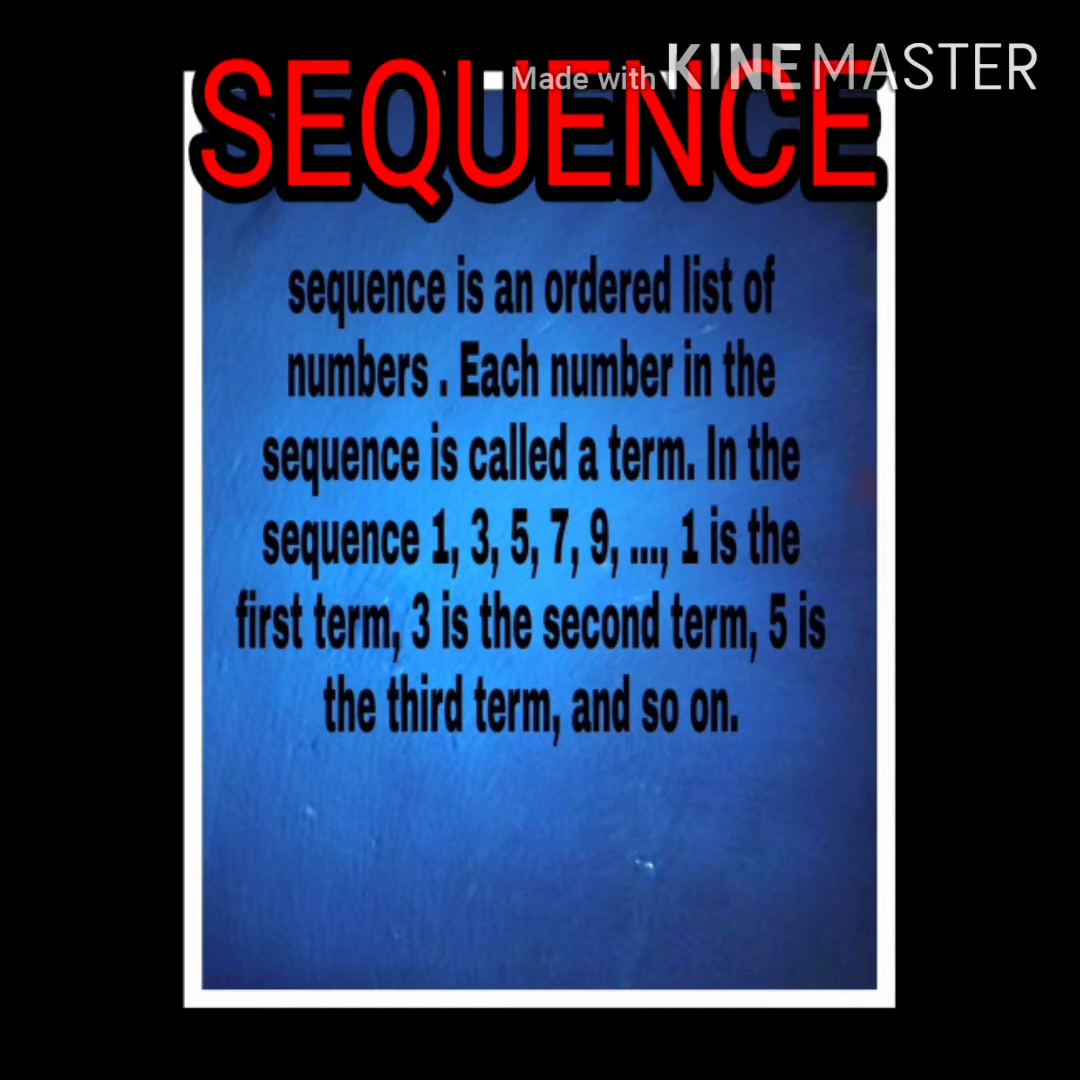 Made with KINEMASTER
SEQUENCE
sequence is an ordered list of
numbers . Each number in the
sequence is called a term. In the
sequence 1, 3, 5, 7, 9, ..., 1 is the
first term, 3 is the second term, 5 is
the third term, and so on.